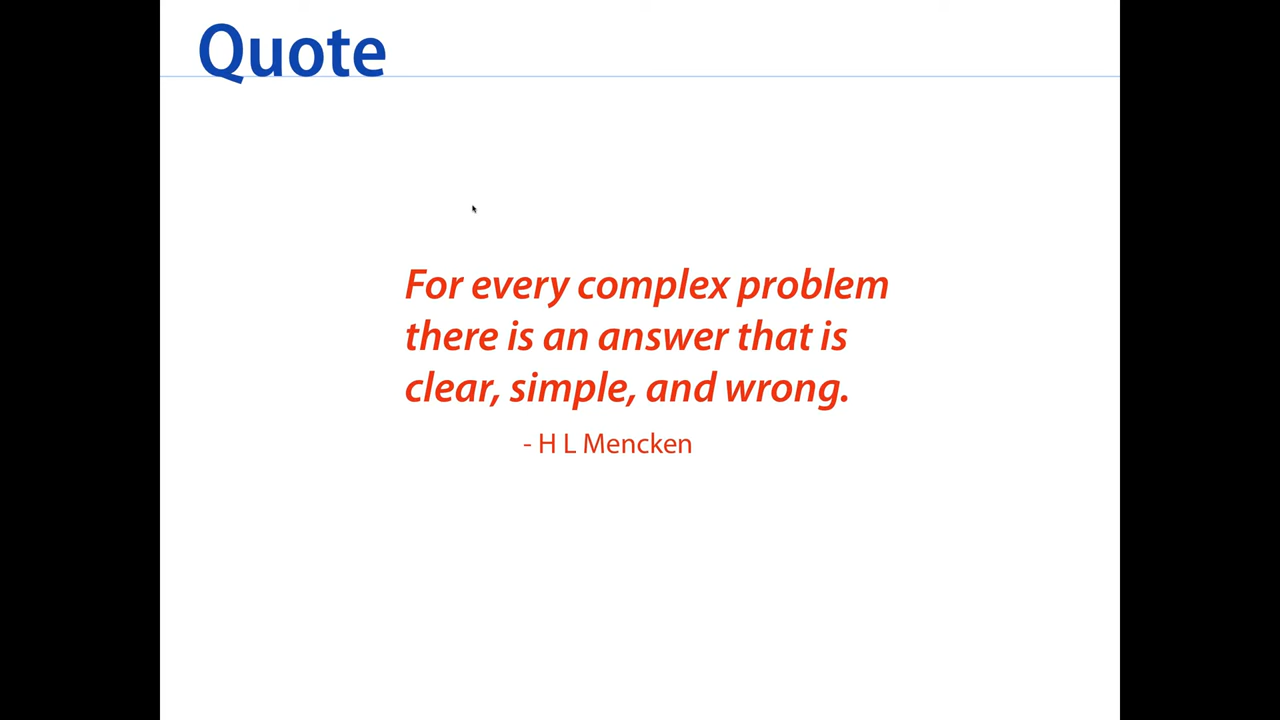 Quote
For every complex problem
there is an answer that is
clear, simple, and wrong.
- H L Mencken